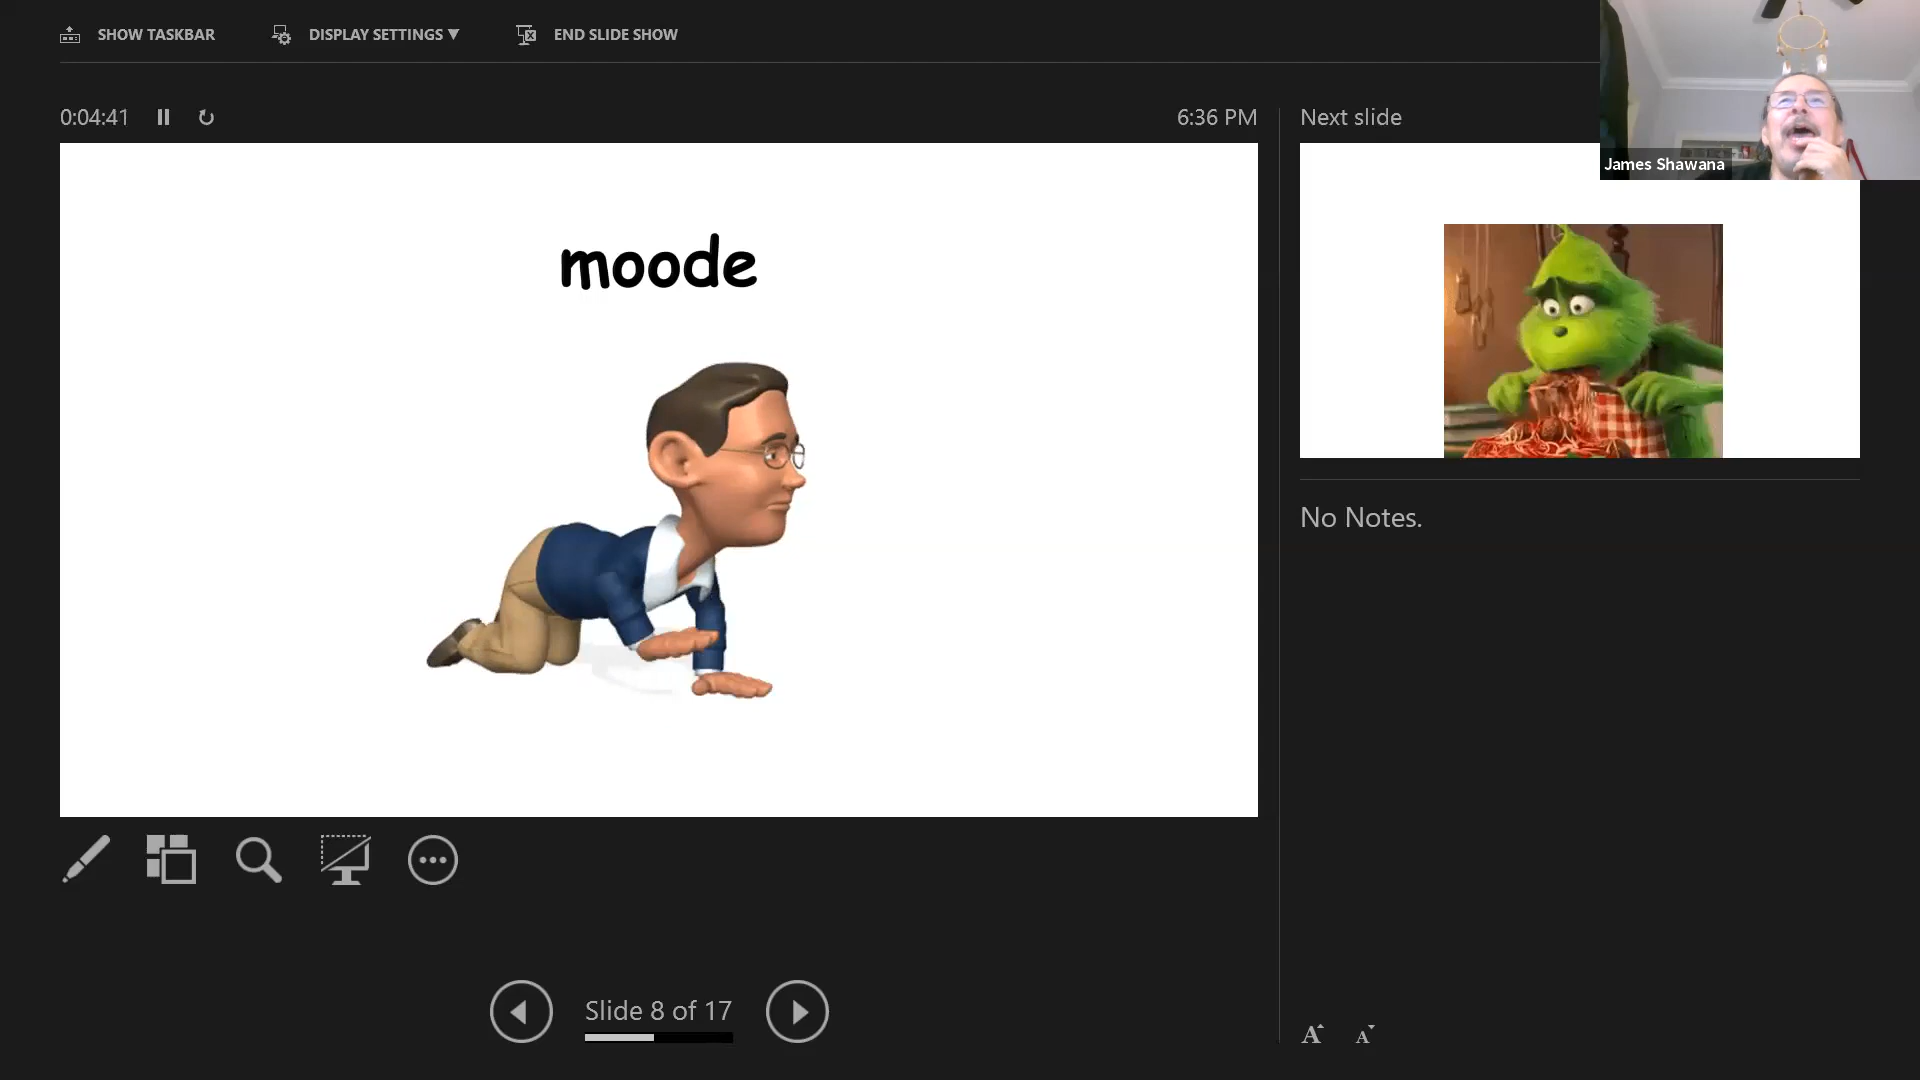 SHOW TASKBAR
DISPLAY SETTINGS ▼
END SLIDE SHOW
0:04:41
6:36 PM
Next slide
James Shawana
moode
No Notes.
Slide 8 of 17
A A